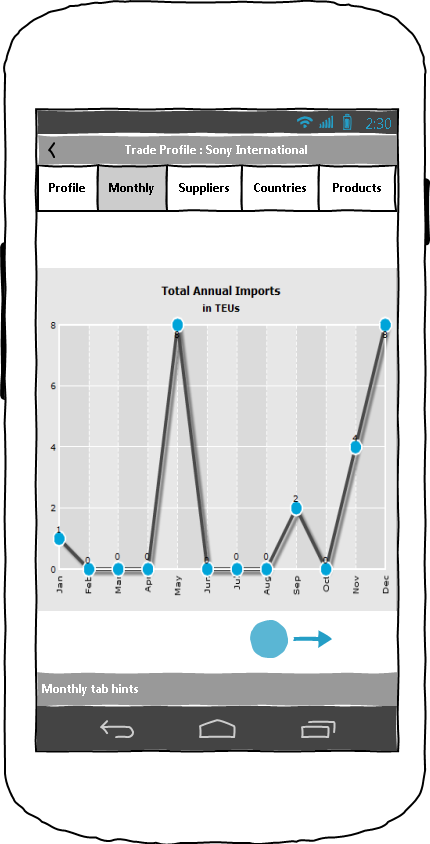 2:30
Trade Profile : Sony International
Profile Monthly Suppliers Countries Products
Total Annual Imports
in TEUs
8
6
4
2
0
1 0 0 0 8 0 0 0 2 0 4 8
Jan Feb Mar Apr May Jun Jul Aug Sep Oct Nov Dec
Monthly tab hints